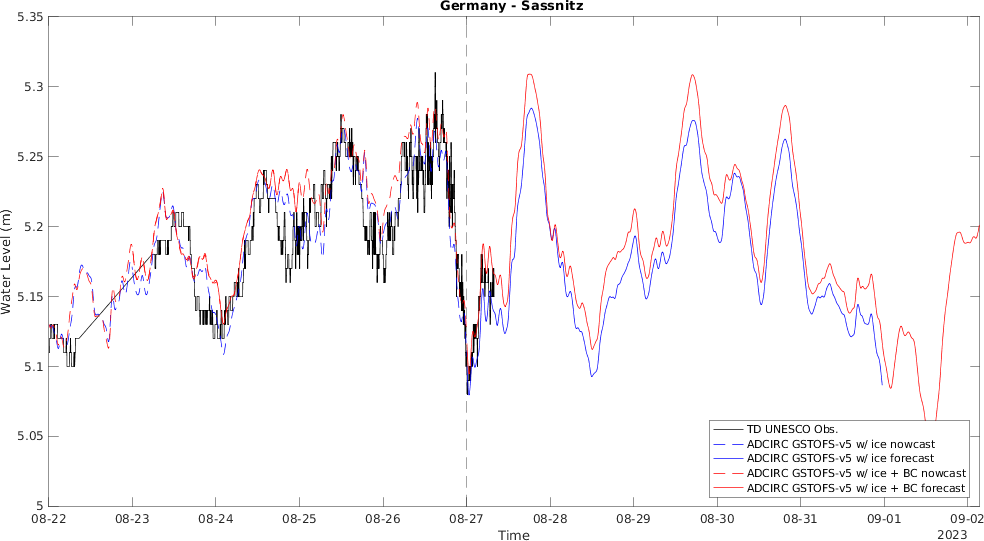 Germany - Sassnitz
5.35
5.3
5.25
5.2
5.15
5.1
5.05
5
Water Level (m)
TD UNESCO Obs.
ADCIRC GSTOFS-v5 w/ ice nowcast
ADCIRC GSTOFS-v5 w/ ice forecast
ADCIRC GSTOFS-v5 w/ ice + BC nowcast
ADCIRC GSTOFS-v5 w/ ice + BC forecast
08-22 08-23 08-24 08-25 08-26 08-27 08-28 08-29 08-30 08-31 09-01 09-02
Time
2023